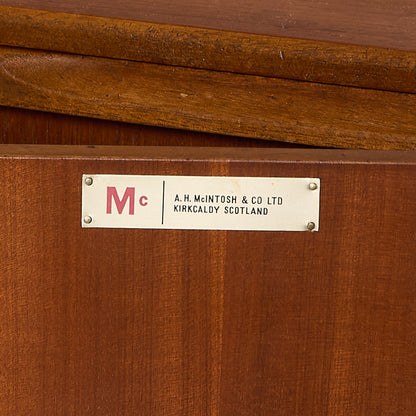 Mc
A. H. McINTOSH & CO LTD
KIRKCALDY SCOTLAND